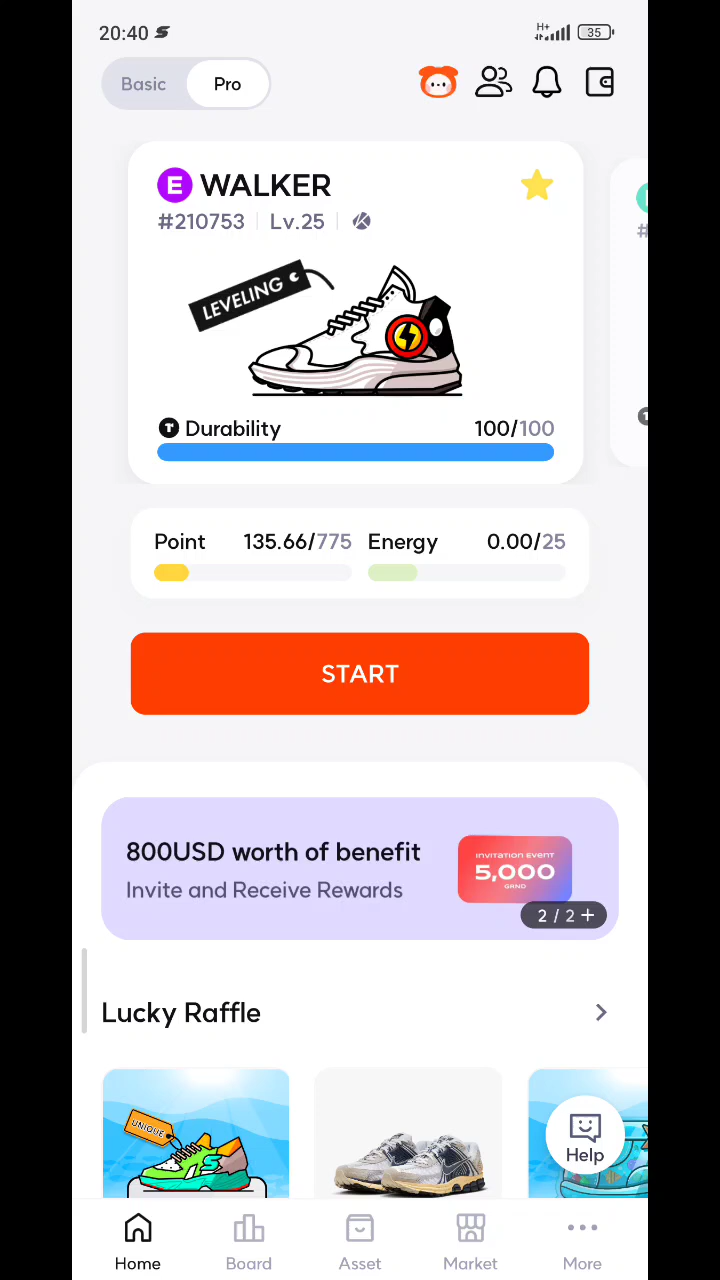 20:40
H+
35
Basic
Pro
E WALKER
#210753
Lv.25
LEVELING
Durability
100/100
Point
135.66/775
Energy
0.00/25
START
800USD worth of benefit
Invite and Receive Rewards
INVITATION EVENT
5,000
GRND
2 / 2 +
Lucky Raffle
UNIQUE
Help
Home
Board
Asset
Market
More